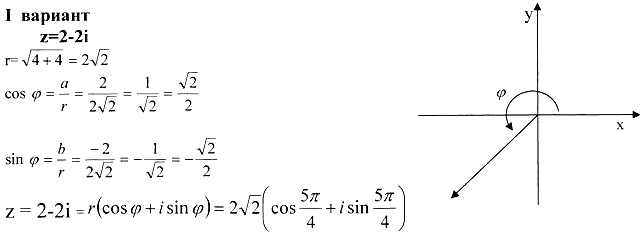 I вариант
z=2-2i
r=√(4+4) = 2√2
cos φ = a/r = 2/(2√2) = 1/√2 = √2/2
sin φ = b/r = -2/(2√2) = -1/√2 = -√2/2
z = 2-2i = r(cos φ + i sin φ) = 2√2(cos 5π/4 + i sin 5π/4)
y
φ
x